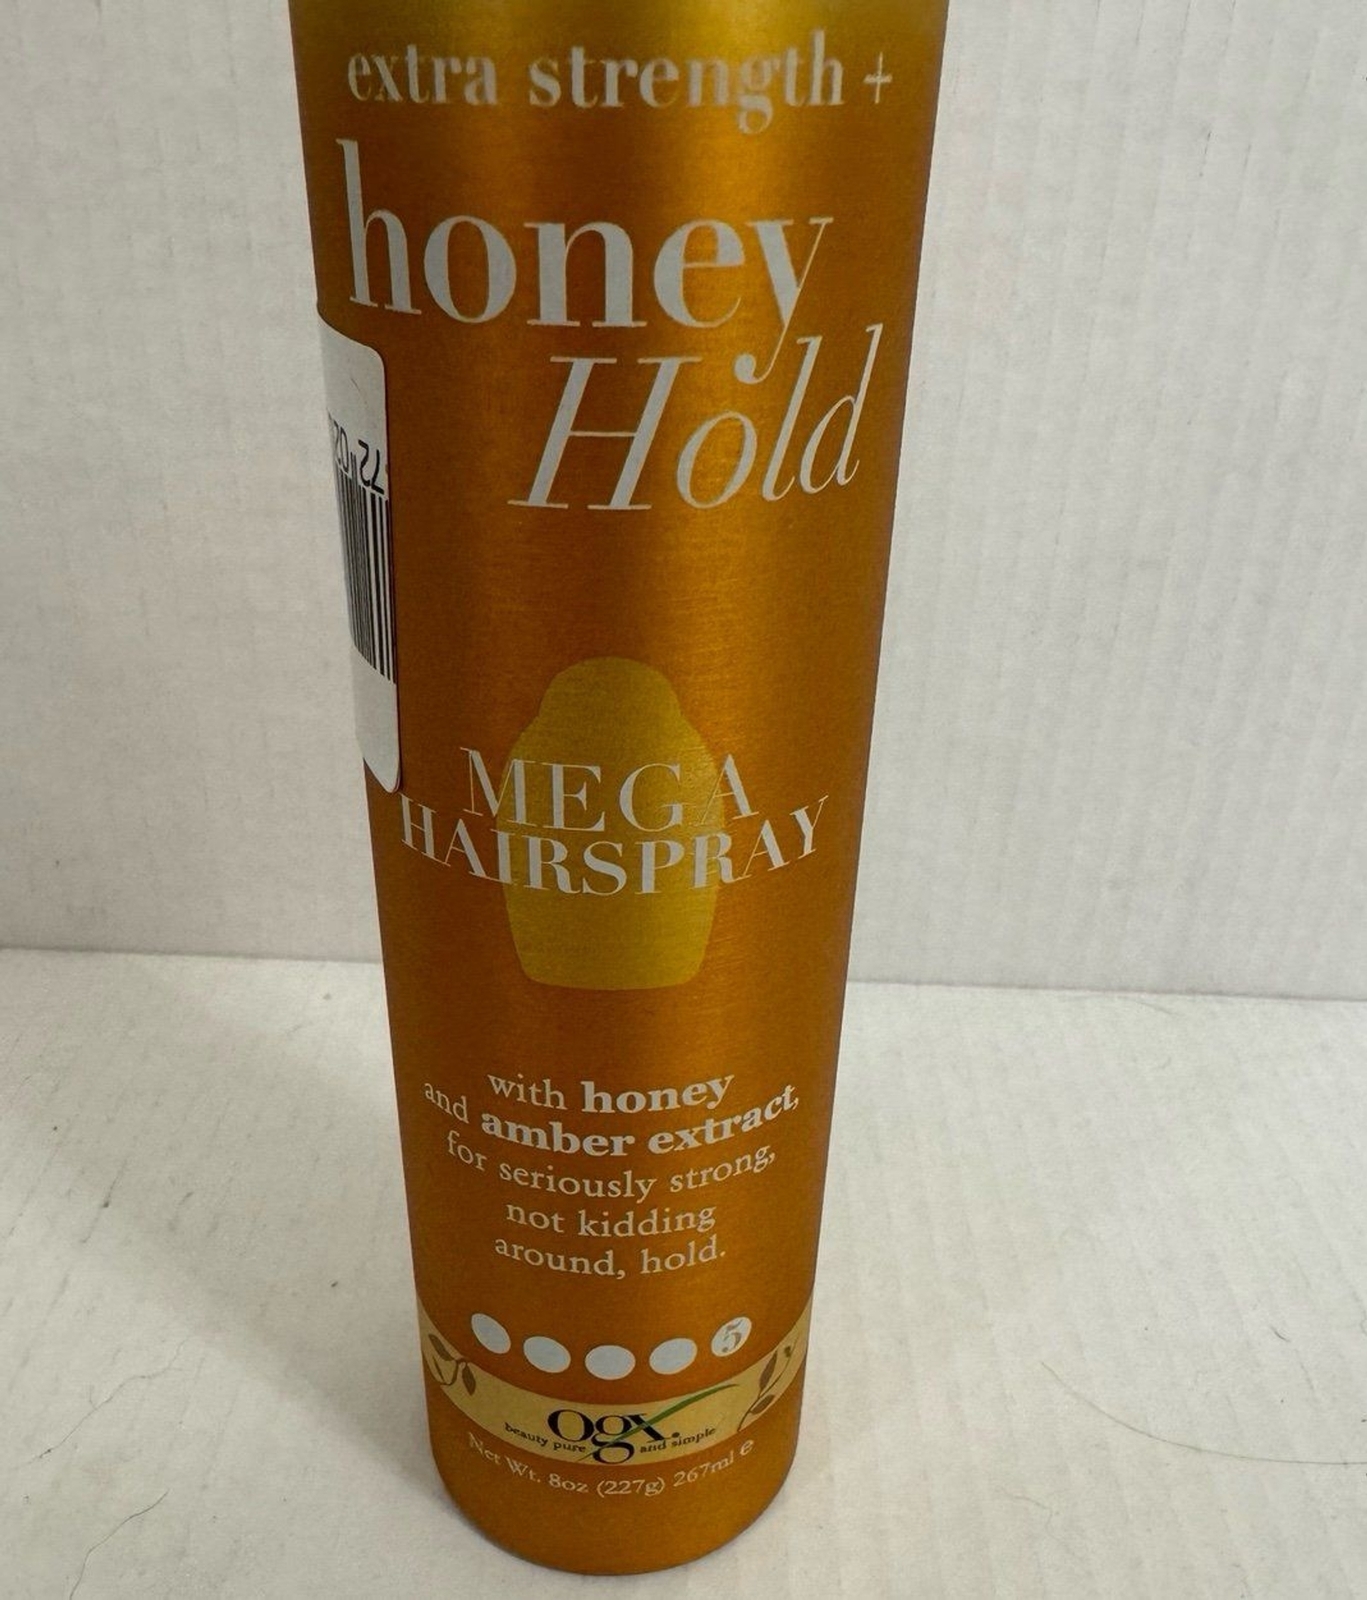 extra strength +
honey
Hold
MEGA
HAIRSPRAY
with honey
and amber extract,
for seriously strong,
not kidding
around, hold.
5
ogx
beauty pure and simple
Net Wt. 8oz (227g) 267ml e